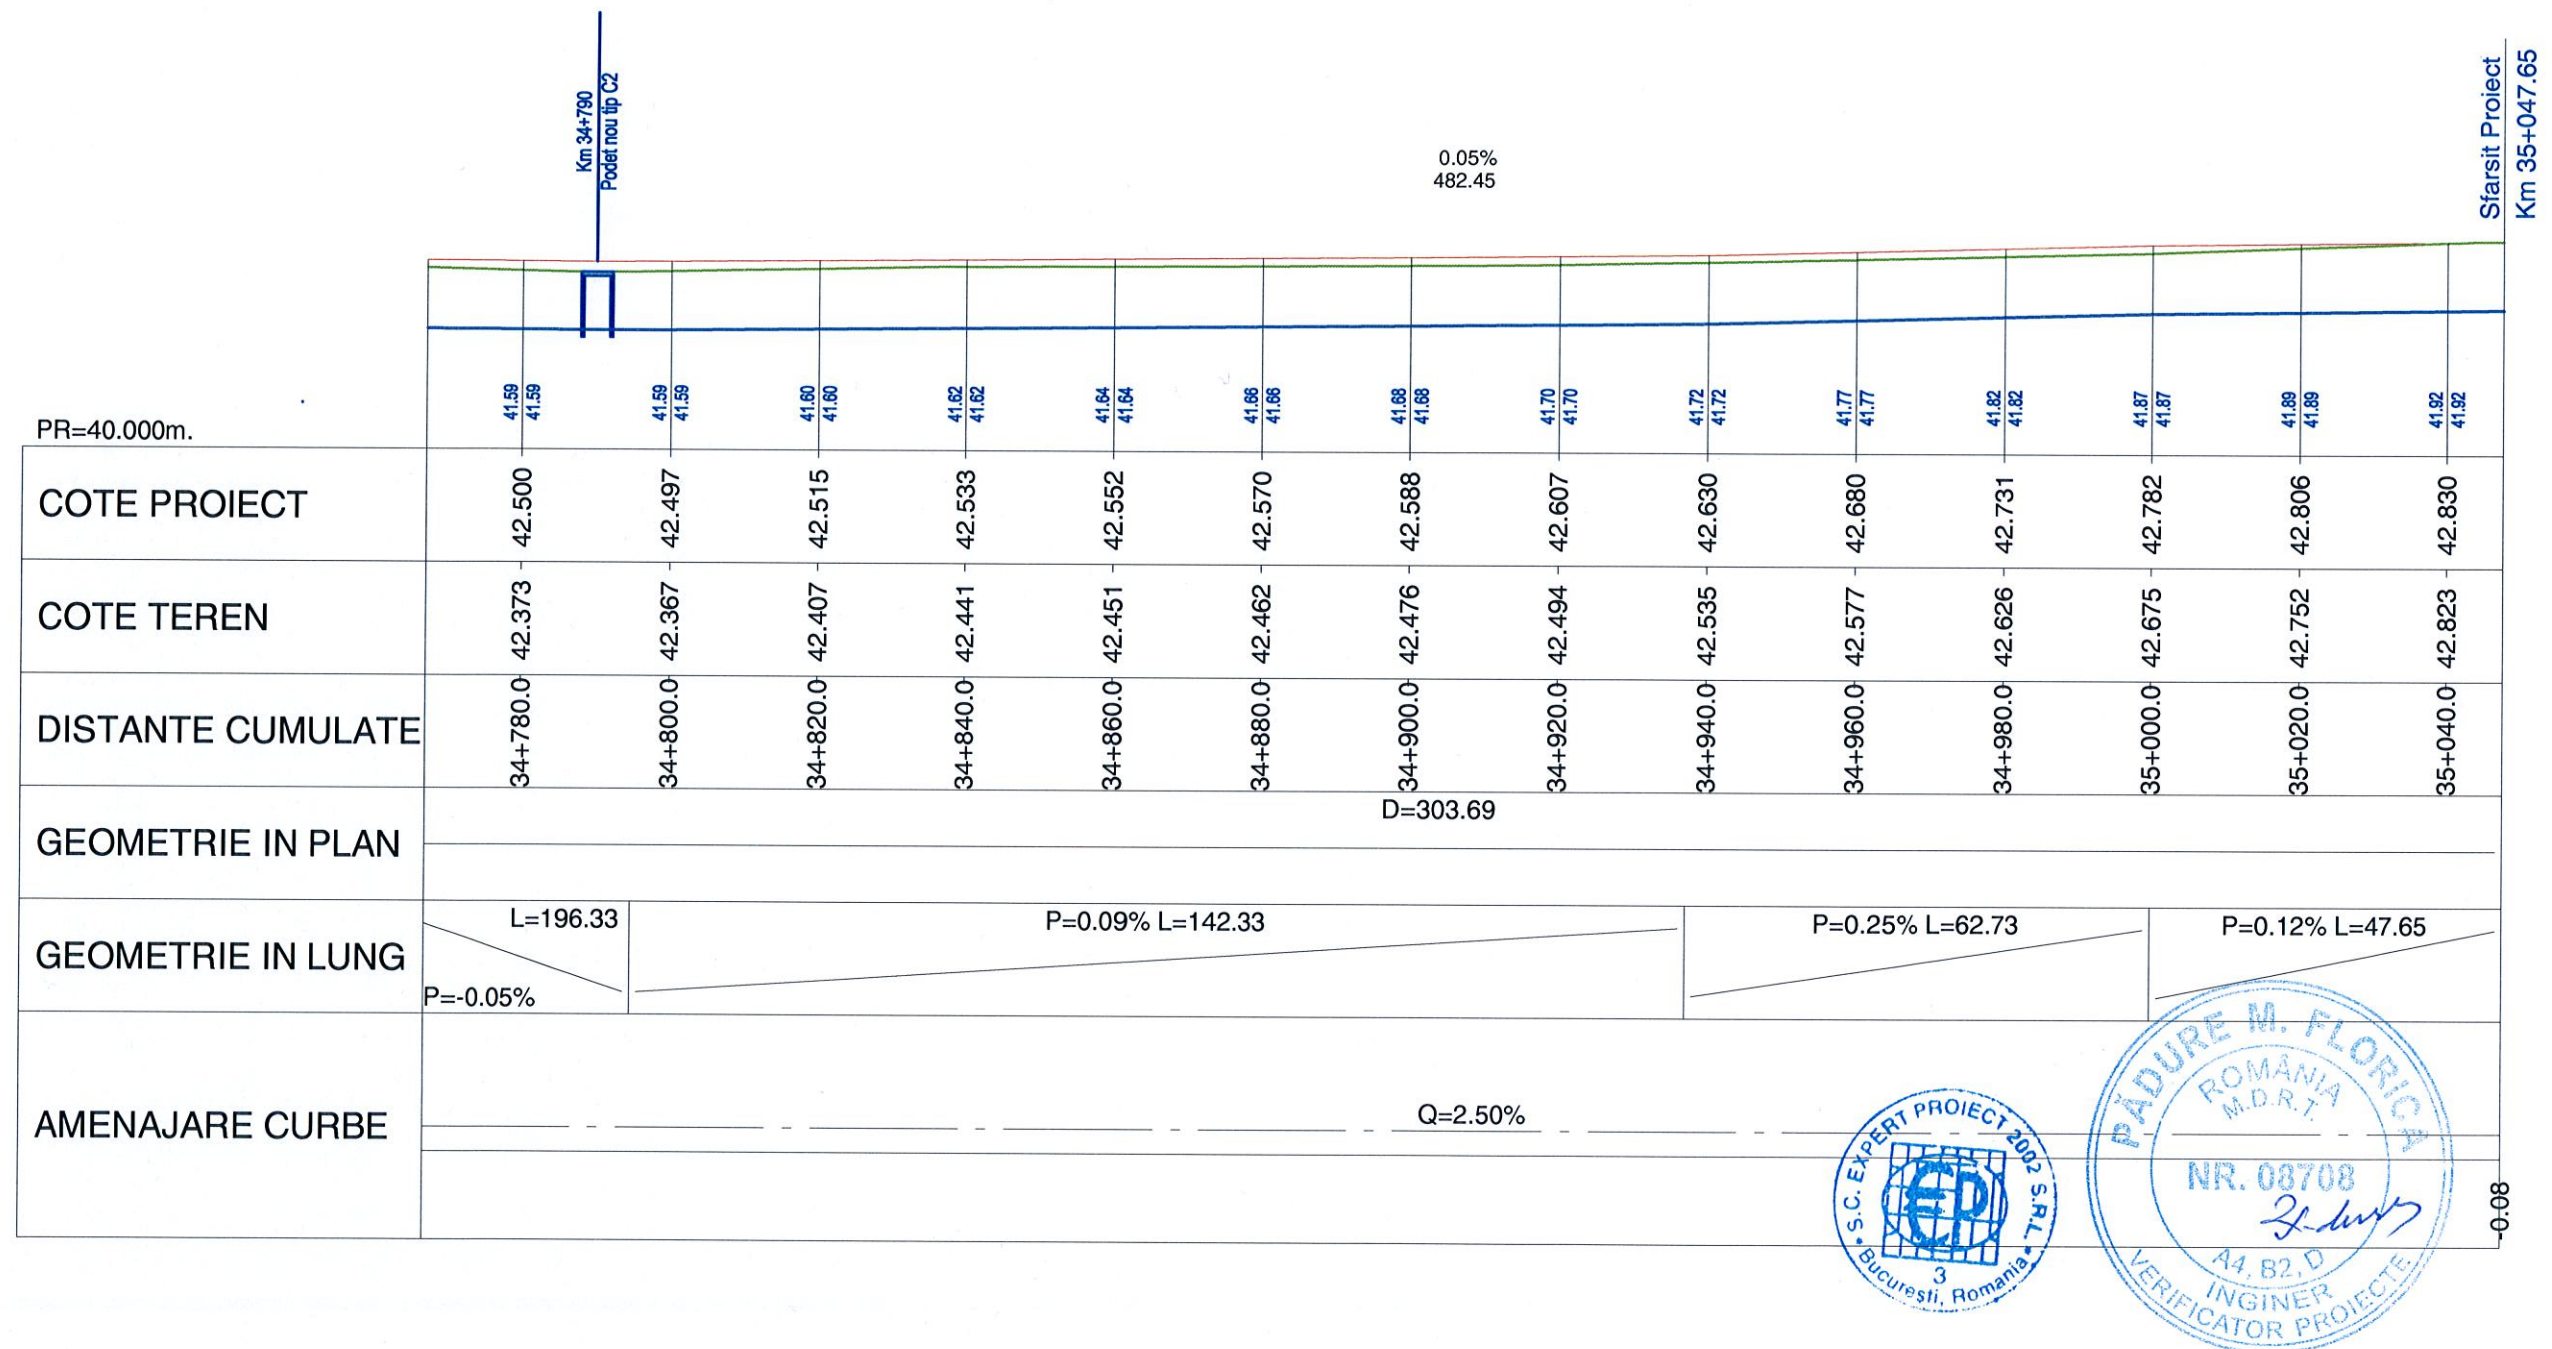 Km 34+790
Podet nou tip C2
0.05%
482.45
Sfarsit Proiect
Km 35+047.65
41.59 41.59 41.60 41.62 41.64 41.66 41.68 41.70 41.72 41.77 41.82 41.87 41.89 41.92
41.59 41.59 41.60 41.62 41.64 41.66 41.68 41.70 41.72 41.77 41.82 41.87 41.89 41.92
PR=40.000m.
COTE PROIECT 42.500 42.497 42.515 42.533 42.552 42.570 42.588 42.607 42.630 42.680 42.731 42.782 42.806 42.830
COTE TEREN 42.373 42.367 42.407 42.441 42.451 42.462 42.476 42.494 42.535 42.577 42.626 42.675 42.752 42.823
DISTANTE CUMULATE 34+780.0 34+800.0 34+820.0 34+840.0 34+860.0 34+880.0 34+900.0 34+920.0 34+940.0 34+960.0 34+980.0 35+000.0 35+020.0 35+040.0
D=303.69
GEOMETRIE IN PLAN
L=196.33 P=0.09% L=142.33 P=0.25% L=62.73 P=0.12% L=47.65
GEOMETRIE IN LUNG
P=-0.05%
AMENAJARE CURBE
Q=2.50%
-0.08
S.C. EXPERT PROIECT 2002 S.R.L.
EP
3
Bucureşti, Romania
PĂDURE M. FLORICA
ROMÂNIA
M.D.R.T.
NR. 08708
A4, B2, D
INGINER
VERIFICATOR PROIECTE